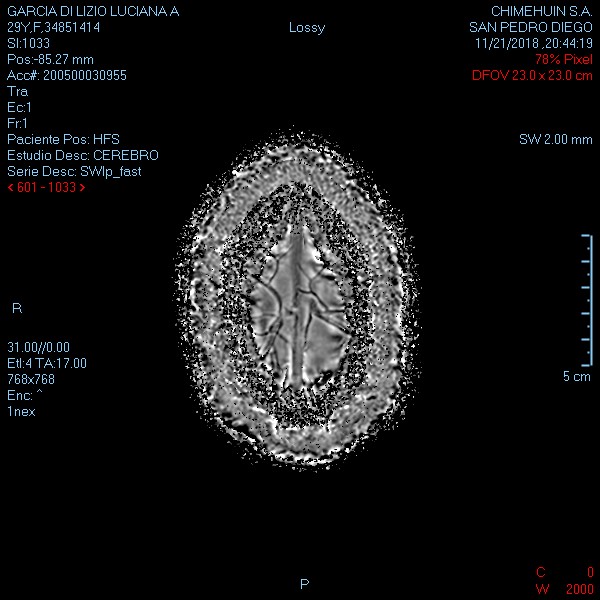 GARCIA DI LIZIO LUCIANA A
29Y,F,34851414
Sl:1033
Pos:-85.27 mm
Acc#: 200500030955
Tra
Ec:1
Fr:1
Paciente Pos: HFS
Estudio Desc: CEREBRO
Serie Desc: SWIp_fast
< 601 - 1033 >
Lossy
CHIMEHUIN S.A.
SAN PEDRO DIEGO
11/21/2018 ,20:44:19
78% Pixel
DFOV 23.0 x 23.0 cm
SW 2.00 mm
R
5 cm
31.00//0.00
Etl:4 TA:17.00
768x768
Enc: ^
1nex
P
C 0
W 2000